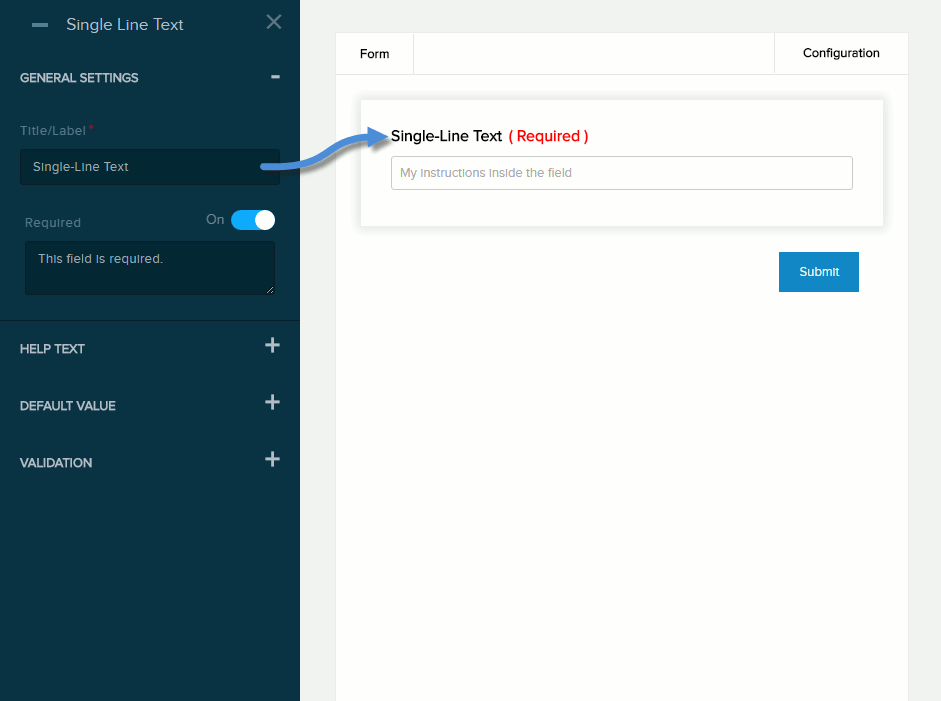 Single Line Text
GENERAL SETTINGS
Title/Label*
Single-Line Text
Required
On
This field is required.
HELP TEXT
DEFAULT VALUE
VALIDATION
Form
Configuration
Single-Line Text ( Required )
My instructions inside the field
Submit